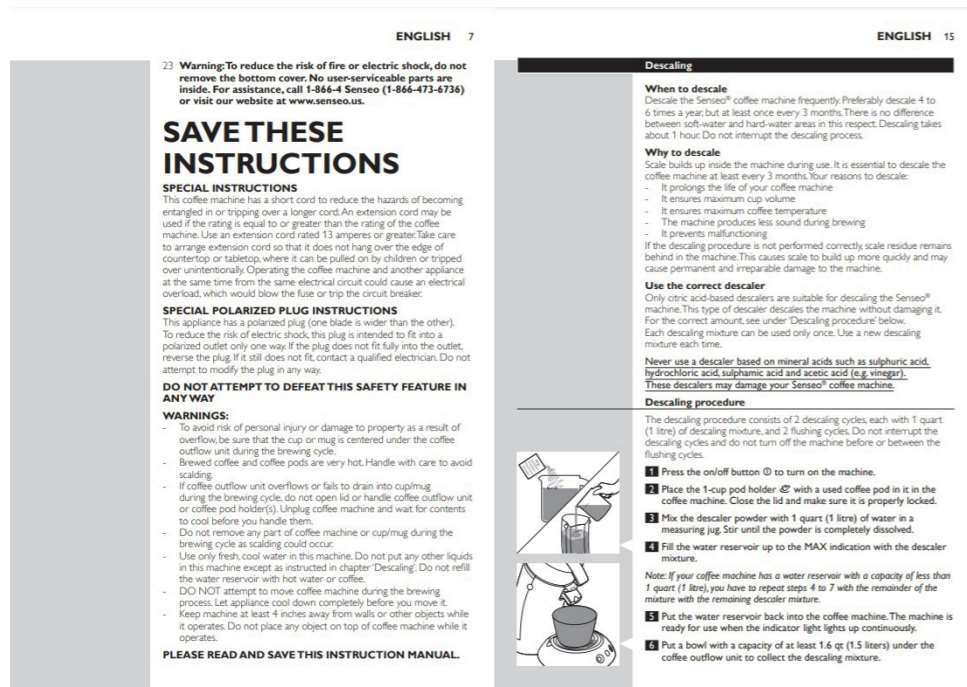 ENGLISH 7
23 Warning:To reduce the risk of fire or electric shock, do not
remove the bottom cover. No user-serviceable parts are
inside. For assistance, call 1-866-4 Senseo (1-866-473-6736)
or visit our website at www.senseo.us.
SAVE THESE
INSTRUCTIONS
SPECIAL INSTRUCTIONS
This coffee machine has a short cord to reduce the hazards of becoming
entangled in or tripping over a longer cord. An extension cord may be
used if the rating is equal to or greater than the rating of the coffee
machine. Use an extension cord rated 13 amperes or greater. Take care
to arrange extension cord so that it does not hang over the edge of
countertop or tabletop, where it can be pulled on by children or tripped
over unintentionally. Operating the coffee machine and another appliance
at the same time from the same electrical circuit could cause an electrical
overload, which would blow the fuse or trip the circuit breaker.
SPECIAL POLARIZED PLUG INSTRUCTIONS
This appliance has a polarized plug (one blade is wider than the other).
To reduce the risk of electric shock, this plug is intended to fit into a
polarized outlet only one way. If the plug does not fit fully into the outlet,
reverse the plug. If it still does not fit, contact a qualified electrician. Do not
attempt to modify the plug in any way.
DO NOT ATTEMPT TO DEFEAT THIS SAFETY FEATURE IN
ANY WAY
WARNINGS:
- To avoid risk of personal injury or damage to property as a result of
overflow, be sure that the cup or mug is centered under the coffee
outflow unit during the brewing cycle.
- Brewed coffee and coffee pods are very hot. Handle with care to avoid
scalding.
- If coffee outflow unit overflows or fails to drain into cup/mug
during the brewing cycle, do not open lid or handle coffee outflow unit
or coffee pod holder(s). Unplug coffee machine and wait for contents
to cool before you handle them.
- Do not remove any part of coffee machine or cup/mug during the
brewing cycle as scalding could occur.
- Use only fresh, cool water in this machine. Do not put any other liquids
in this machine except as instructed in chapter 'Descaling'. Do not refill
the water reservoir with hot water or coffee.
- DO NOT attempt to move coffee machine during the brewing
process. Let appliance cool down completely before you move it.
- Keep machine at least 4 inches away from walls or other objects while
it operates. Do not place any object on top of coffee machine while it
operates.
PLEASE READ AND SAVE THIS INSTRUCTION MANUAL.
ENGLISH 15
Descaling
When to descale
Descale the Senseo® coffee machine frequently. Preferably descale 4 to
6 times a year, but at least once every 3 months. There is no difference
between soft-water and hard-water areas in this respect. Descaling takes
about 1 hour. Do not interrupt the descaling process.
Why to descale
Scale builds up inside the machine during use. It is essential to descale the
coffee machine at least every 3 months. Your reasons to descale:
- It prolongs the life of your coffee machine
- It ensures maximum cup volume
- It ensures maximum coffee temperature
- The machine produces less sound during brewing
- It prevents malfunctioning
If the descaling procedure is not performed correctly, scale residue remains
behind in the machine. This causes scale to build up more quickly and may
cause permanent and irreparable damage to the machine.
Use the correct descaler
Only citric acid-based descalers are suitable for descaling the Senseo®
machine. This type of descaler descales the machine without damaging it.
For the correct amount, see under 'Descaling procedure' below.
Each descaling mixture can be used only once. Use a new descaling
mixture each time.
Never use a descaler based on mineral acids such as sulphuric acid,
hydrochloric acid, sulphamic acid and acetic acid (e.g. vinegar).
These descalers may damage your Senseo® coffee machine.
Descaling procedure
The descaling procedure consists of 2 descaling cycles, each with 1 quart
(1 litre) of descaling mixture, and 2 flushing cycles. Do not interrupt the
descaling cycles and do not turn off the machine before or between the
flushing cycles.
1 Press the on/off button to turn on the machine.
2 Place the 1-cup pod holder with a used coffee pod in it in the
coffee machine. Close the lid and make sure it is properly locked.
3 Mix the descaler powder with 1 quart (1 litre) of water in a
measuring jug. Stir until the powder is completely dissolved.
4 Fill the water reservoir up to the MAX indication with the descaler
mixture.
Note: If your coffee machine has a water reservoir with a capacity of less than
1 quart (1 litre), you have to repeat steps 4 to 7 with the remainder of the
mixture with the remaining descaler mixture.
5 Put the water reservoir back into the coffee machine. The machine is
ready for use when the indicator light lights up continuously.
6 Put a bowl with a capacity of at least 1.6 qt (1.5 liters) under the
coffee outflow unit to collect the descaling mixture.